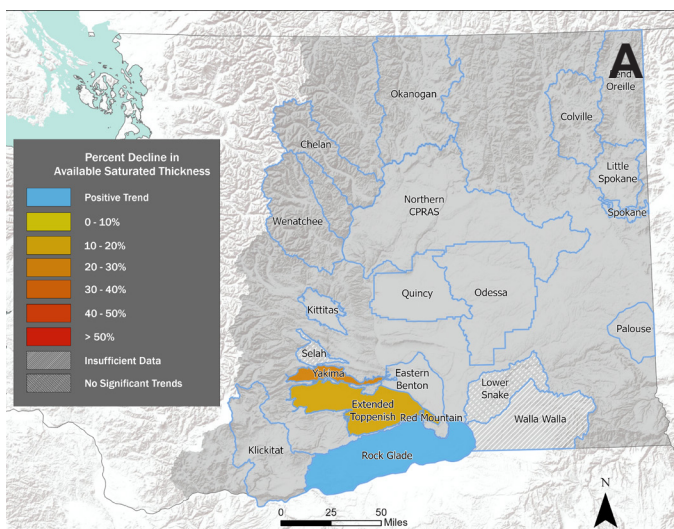 A
Okanogan
end
Oreille
Colville
Chelan
Little
Spokane
Spokane
Wenatchee
Northern
CPRAS
Quincy
Odessa
Kittitas
Palouse
Selah
Yakima
Eastern
Benton
Lower
Snake
Extended
Toppenish
Red Mountain
Walla Walla
Klickitat
Rock Glade
Percent Decline in
Available Saturated Thickness
Positive Trend
0 - 10%
10 - 20%
20 - 30%
30 - 40%
40 - 50%
> 50%
Insufficient Data
No Significant Trends
0 25 50
Miles
N